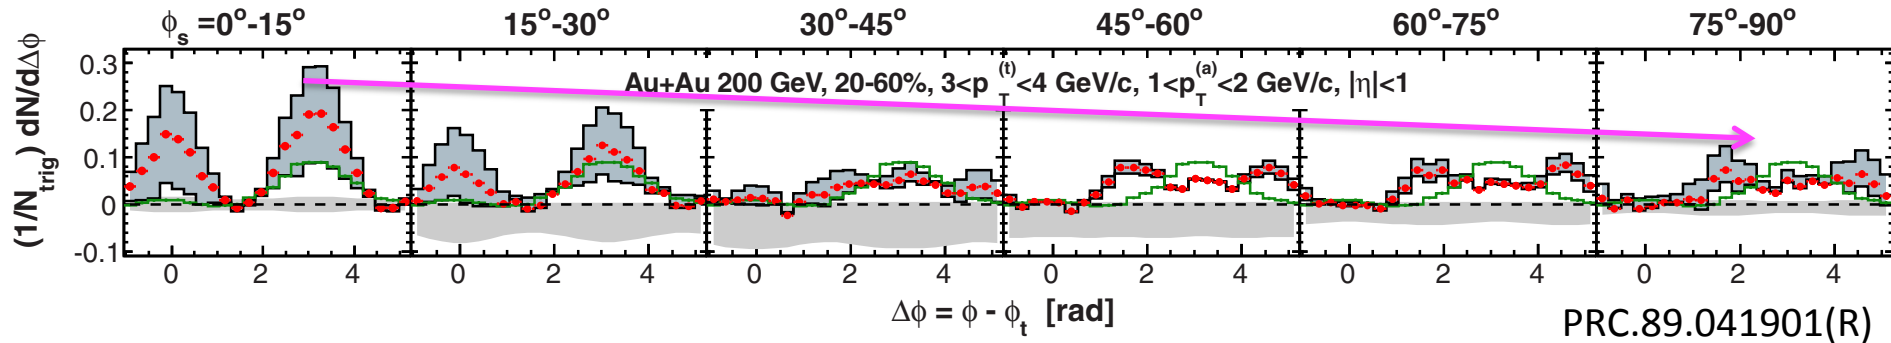 ϕs =0°-15° 15°-30° 30°-45° 45°-60° 60°-75° 75°-90°
(1/Ntrig) dN/dΔϕ
0.3
0.2
0.1
0
-0.1
Au+Au 200 GeV, 20-60%, 3<pT(t)<4 GeV/c, 1<pT(a)<2 GeV/c, |η|<1
0 2 4 0 2 4 0 2 4 0 2 4 0 2 4 0 2 4
Δϕ = ϕ - ϕt [rad]
PRC.89.041901(R)